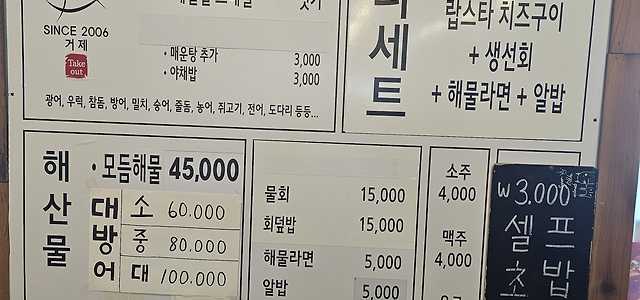 SINCE 2006
거제
Take out
· 매운탕 추가 3,000
· 야채밥 3,000
광어, 우럭, 참돔, 방어, 밀치, 숭어, 줄돔, 농어, 쥐고기, 전어, 도다리 등등...
세트
랍스타 치즈구이
+ 생선회
+ 해물라면 + 알밥
해산물
· 모듬해물 45,000
대방어
소 60.000
중 80.000
대 100.000
물회 15,000
회덮밥 15,000
해물라면 5,000
알밥 5,000
소주
4,000
맥주
4,000
₩3.000
셀프
초밥